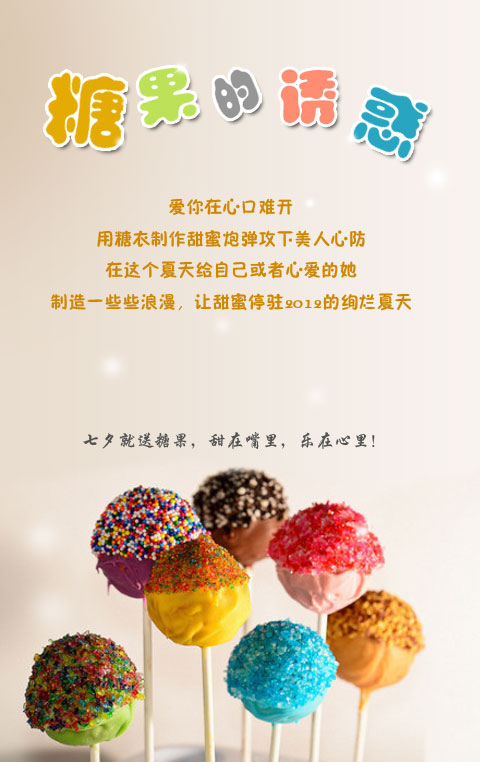 糖果的诱惑
爱你在心口难开
用糖衣制作甜蜜炮弹攻下美人心防
在这个夏天给自己或者心爱的她
制造一些些浪漫，让甜蜜停驻2012的绚烂夏天
七夕就送糖果，甜在嘴里，乐在心里！